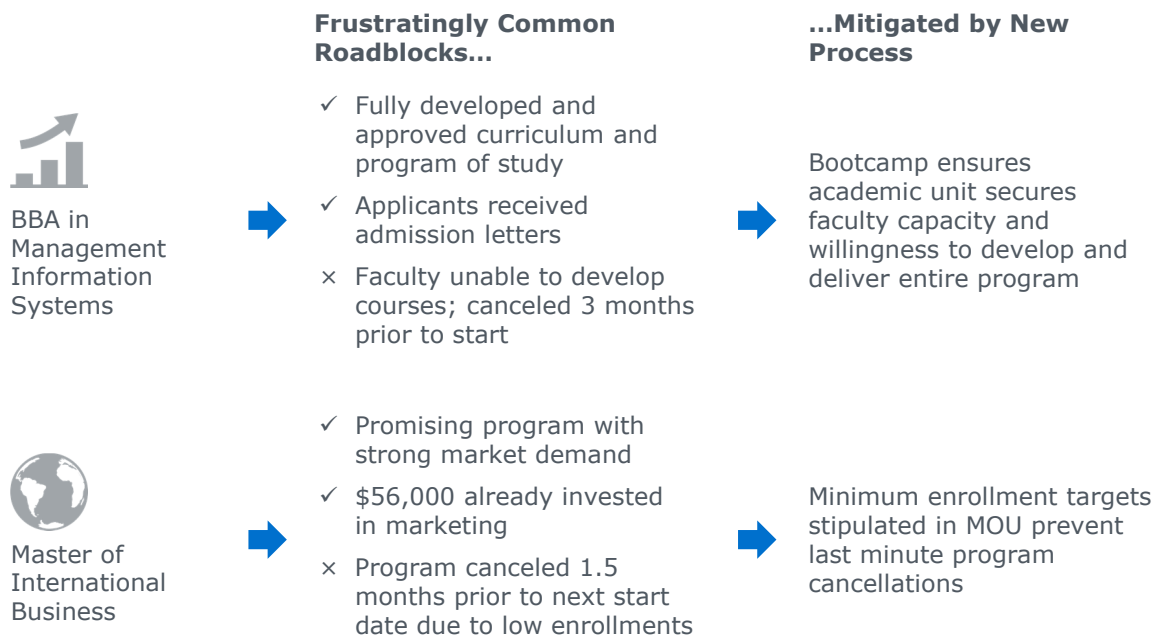 Frustratingly Common
Roadblocks…
…Mitigated by New
Process
BBA in
Management
Information
Systems
✓ Fully developed and
approved curriculum and
program of study
✓ Applicants received
admission letters
× Faculty unable to develop
courses; canceled 3 months
prior to start
Bootcamp ensures
academic unit secures
faculty capacity and
willingness to develop and
deliver entire program
Master of
International
Business
✓ Promising program with
strong market demand
✓ $56,000 already invested
in marketing
× Program canceled 1.5
months prior to next start
date due to low enrollments
Minimum enrollment targets
stipulated in MOU prevent
last minute program
cancellations